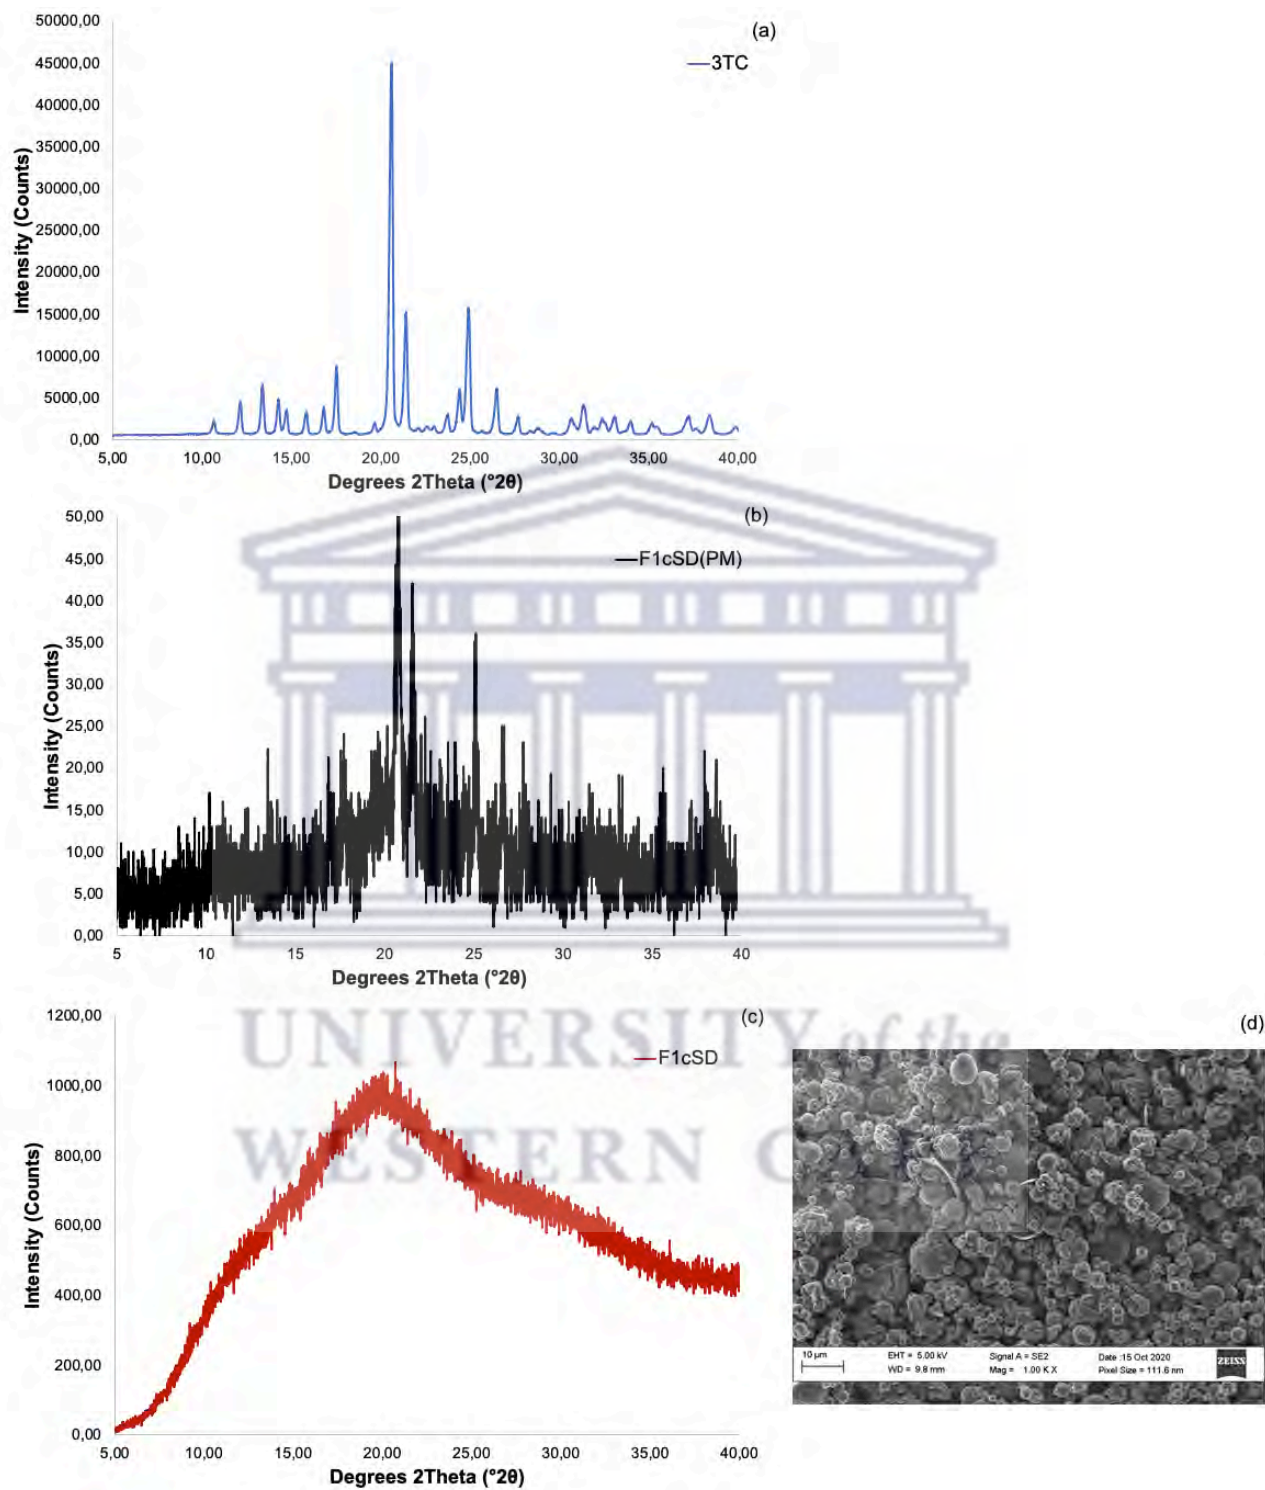 (a)
3TC
Intensity (Counts)
50000,00
45000,00
40000,00
35000,00
30000,00
25000,00
20000,00
15000,00
10000,00
5000,00
0,00
5,00 10,00 15,00 20,00 25,00 30,00 35,00 40,00
Degrees 2Theta (°2θ)
(b)
F1cSD(PM)
Intensity (Counts)
50,00
45,00
40,00
35,00
30,00
25,00
20,00
15,00
10,00
5,00
0,00
5 10 15 20 25 30 35 40
Degrees 2Theta (°2θ)
UNIVERSITY of the
WESTERN C
(c)
F1cSD
Intensity (Counts)
1200,00
1000,00
800,00
600,00
400,00
200,00
0,00
5,00 10,00 15,00 20,00 25,00 30,00 35,00 40,00
Degrees 2Theta (°2θ)
(d)
10 µm
EHT = 5.00 kV Signal A = SE2 Date :15 Oct 2020
WD = 9.8 mm Mag = 1.00 K X Pixel Size = 111.6 nm
ZEISS